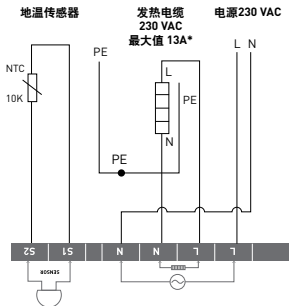 地温传感器
发热电缆
230 VAC
最大值 13A*
电源230 VAC
L N
PE
L
NTC
10K
PE
N
PE
S2 S1 N N L L
SENSOR